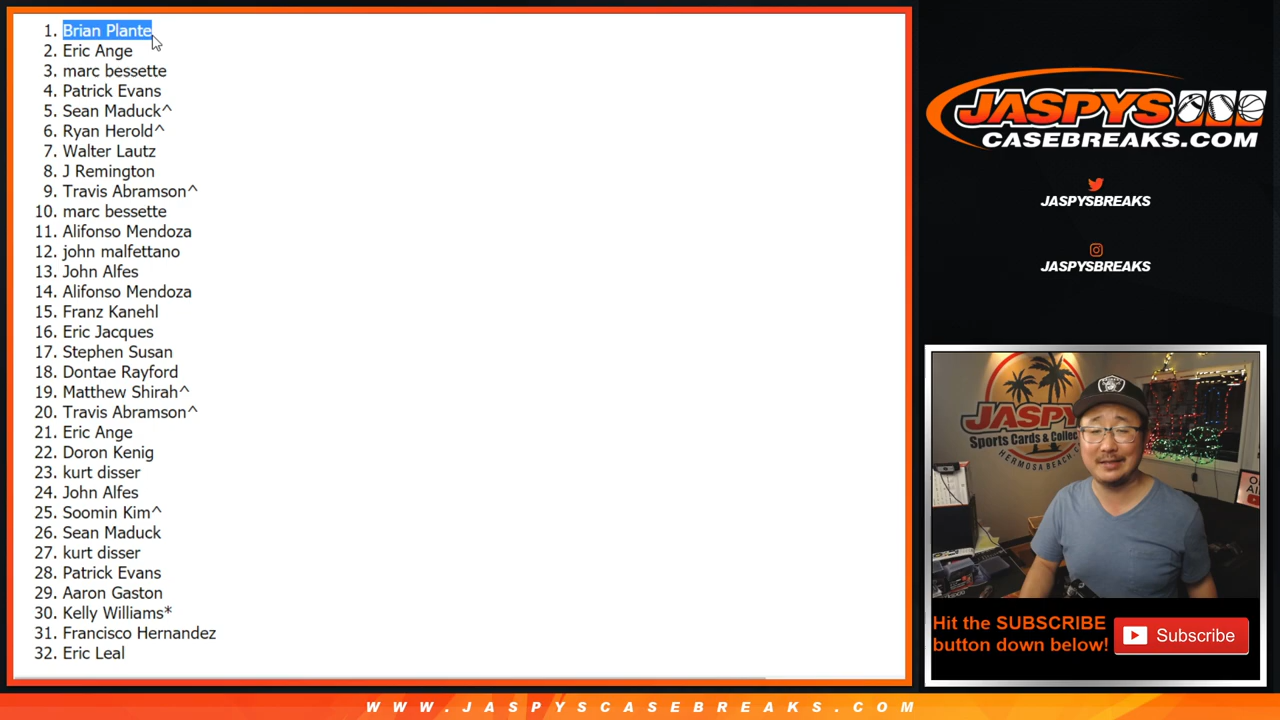 1. Brian Plante
2. Eric Ange
3. marc bessette
4. Patrick Evans
5. Sean Maduck^
6. Ryan Herold^
7. Walter Lautz
8. J Remington
9. Travis Abramson^
10. marc bessette
11. Alifonso Mendoza
12. john malfettano
13. John Alfes
14. Alifonso Mendoza
15. Franz Kanehl
16. Eric Jacques
17. Stephen Susan
18. Dontae Rayford
19. Matthew Shirah^
20. Travis Abramson^
21. Eric Ange
22. Doron Kenig
23. kurt disser
24. John Alfes
25. Soomin Kim^
26. Sean Maduck
27. kurt disser
28. Patrick Evans
29. Aaron Gaston
30. Kelly Williams*
31. Francisco Hernandez
32. Eric Leal
JASPYS
CASEBREAKS.COM
JASPYSBREAKS
JASPYSBREAKS
JASPY
Sports Cards & Collec
HERMOSA BEACH, C
Hit the SUBSCRIBE
button down below!
Subscribe
WWW.JASPYSCASEBREAKS.COM